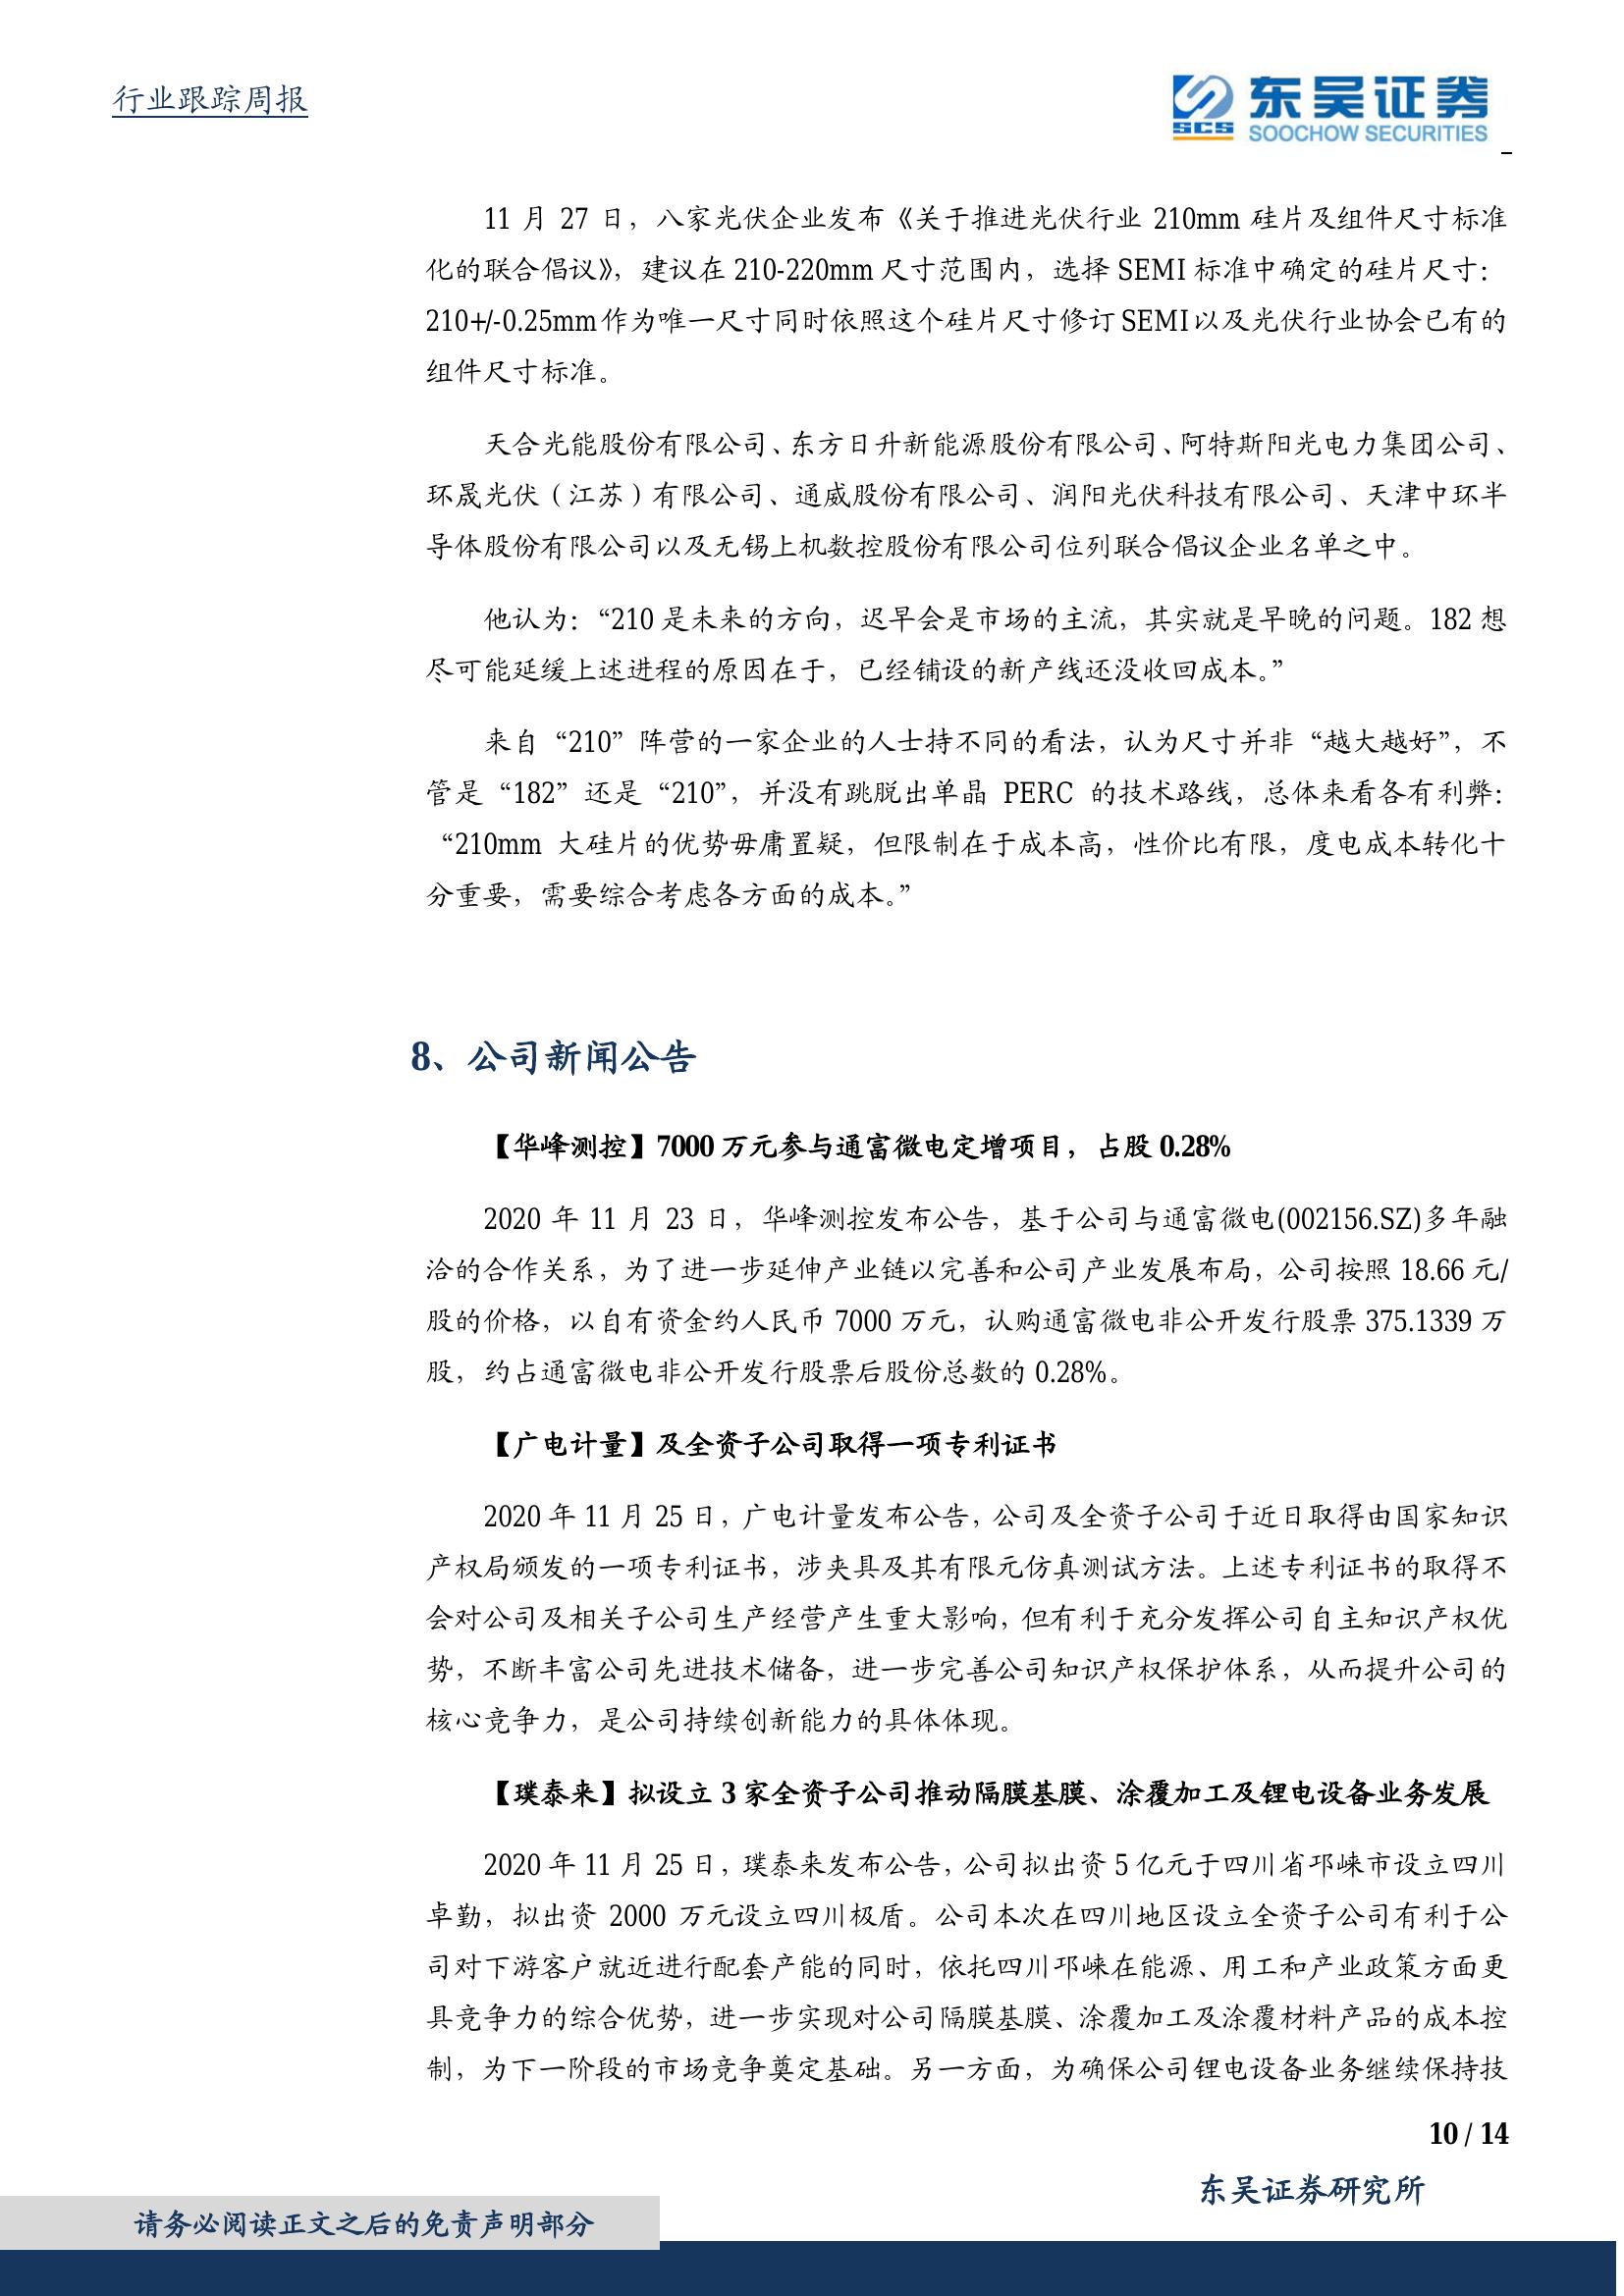 行业跟踪周报
东吴证券
SCS
SOOCHOW SECURITIES
11 月 27 日，八家光伏企业发布《关于推进光伏行业 210mm 硅片及组件尺寸标准
化的联合倡议》，建议在 210-220mm 尺寸范围内，选择 SEMI 标准中确定的硅片尺寸：
210+/-0.25mm 作为唯一尺寸同时依照这个硅片尺寸修订 SEMI 以及光伏行业协会已有的
组件尺寸标准。
天合光能股份有限公司、东方日升新能源股份有限公司、阿特斯阳光电力集团公司、
环晟光伏（江苏）有限公司、通威股份有限公司、润阳光伏科技有限公司、天津中环半
导体股份有限公司以及无锡上机数控股份有限公司位列联合倡议企业名单之中。
他认为：“210 是未来的方向，迟早会是市场的主流，其实就是早晚的问题。182 想
尽可能延缓上述进程的原因在于，已经铺设的新产线还没收回成本。”
来自“210”阵营的一家企业的人士持不同的看法，认为尺寸并非“越大越好”，不
管是“182”还是“210”，并没有跳脱出单晶 PERC 的技术路线，总体来看各有利弊：
“210mm 大硅片的优势毋庸置疑，但限制在于成本高，性价比有限，度电成本转化十
分重要，需要综合考虑各方面的成本。”
8、公司新闻公告
【华峰测控】7000 万元参与通富微电定增项目，占股 0.28%
2020 年 11 月 23 日，华峰测控发布公告，基于公司与通富微电(002156.SZ)多年融
洽的合作关系，为了进一步延伸产业链以完善和公司产业发展布局，公司按照 18.66 元/
股的价格，以自有资金约人民币 7000 万元，认购通富微电非公开发行股票 375.1339 万
股，约占通富微电非公开发行股票后股份总数的 0.28%。
【广电计量】及全资子公司取得一项专利证书
2020 年 11 月 25 日，广电计量发布公告，公司及全资子公司于近日取得由国家知识
产权局颁发的一项专利证书，涉夹具及其有限元仿真测试方法。上述专利证书的取得不
会对公司及相关子公司生产经营产生重大影响，但有利于充分发挥公司自主知识产权优
势，不断丰富公司先进技术储备，进一步完善公司知识产权保护体系，从而提升公司的
核心竞争力，是公司持续创新能力的具体体现。
【璞泰来】拟设立 3 家全资子公司推动隔膜基膜、涂覆加工及锂电设备业务发展
2020 年 11 月 25 日，璞泰来发布公告，公司拟出资 5 亿元于四川省邛崃市设立四川
卓勤，拟出资 2000 万元设立四川极盾。公司本次在四川地区设立全资子公司有利于公
司对下游客户就近进行配套产能的同时，依托四川邛崃在能源、用工和产业政策方面更
具竞争力的综合优势，进一步实现对公司隔膜基膜、涂覆加工及涂覆材料产品的成本控
制，为下一阶段的市场竞争奠定基础。另一方面，为确保公司锂电设备业务继续保持技
10 / 14
东吴证券研究所
请务必阅读正文之后的免责声明部分